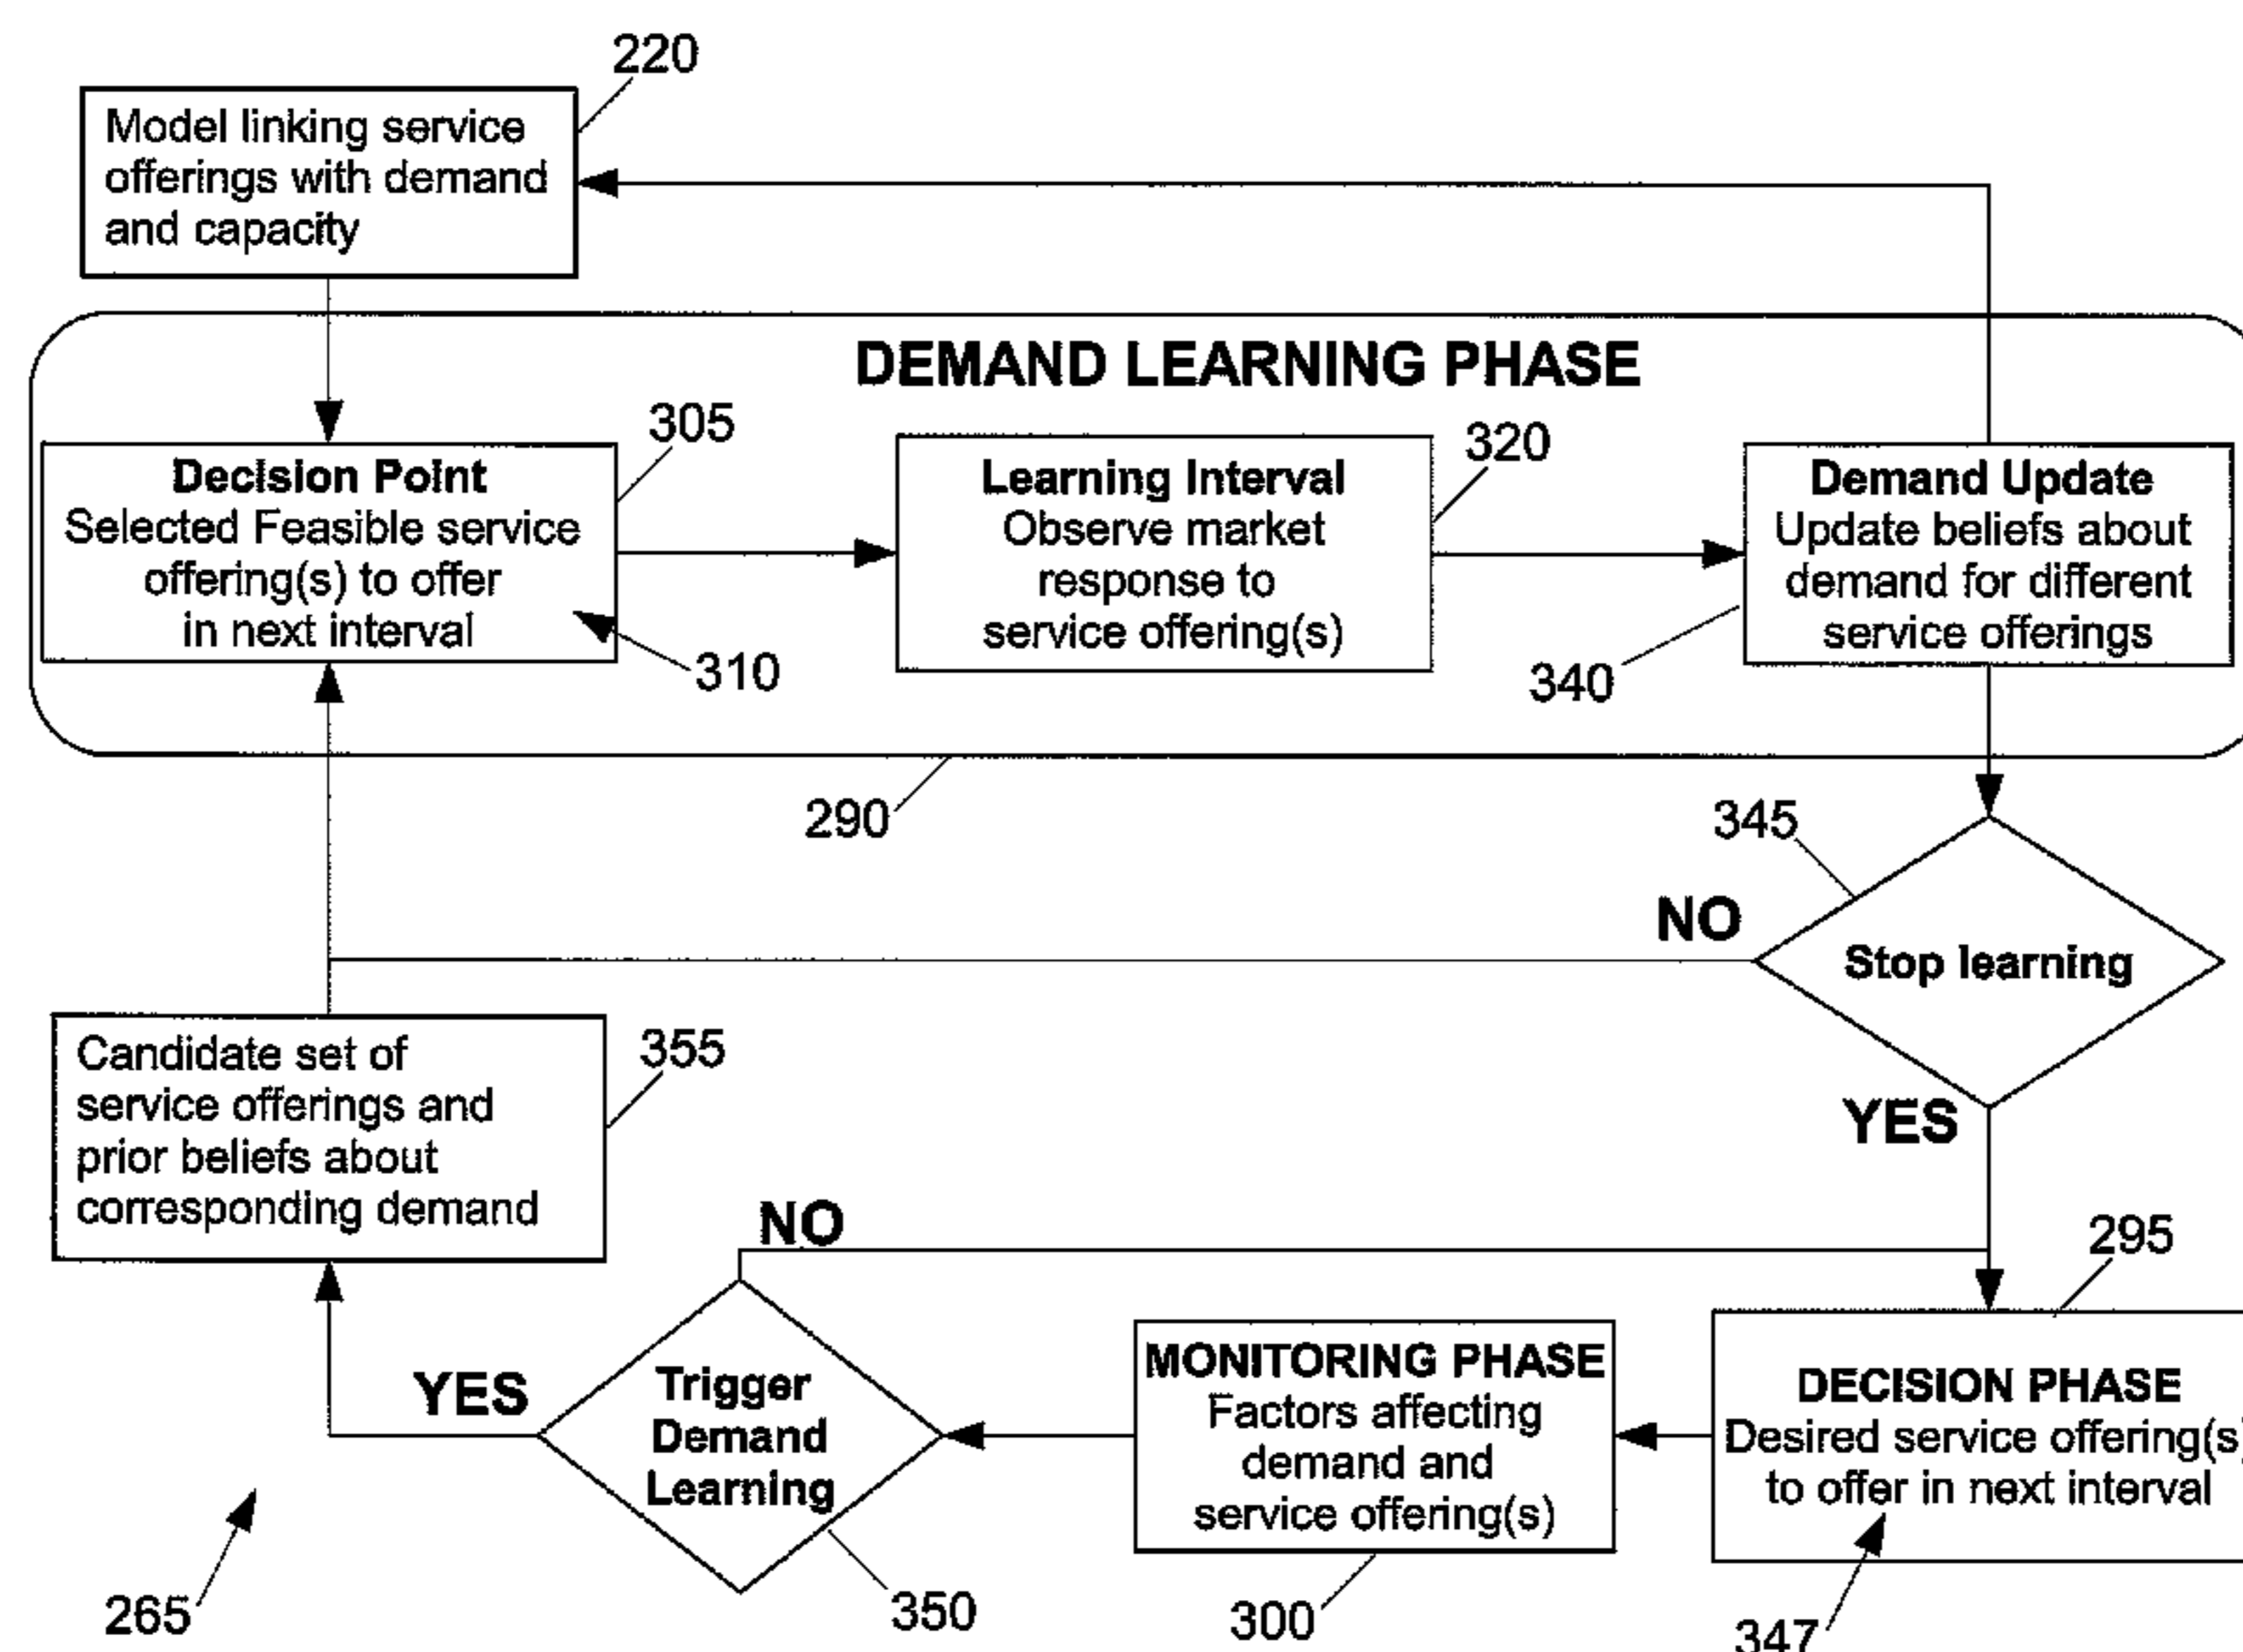 220
Model linking service
offerings with demand
and capacity
DEMAND LEARNING PHASE
305
Decision Point
Selected Feasible service
offering(s) to offer
in next interval
310
320
Learning Interval
Observe market
response to
service offering(s)
Demand Update
Update beliefs about
demand for different
service offerings
340
290
345
NO
Stop learning
YES
355
Candidate set of
service offerings and
prior beliefs about
corresponding demand
NO
YES
Trigger
Demand
Learning
350
MONITORING PHASE
Factors affecting
demand and
service offering(s)
300
295
DECISION PHASE
Desired service offering(s)
to offer in next interval
347
265